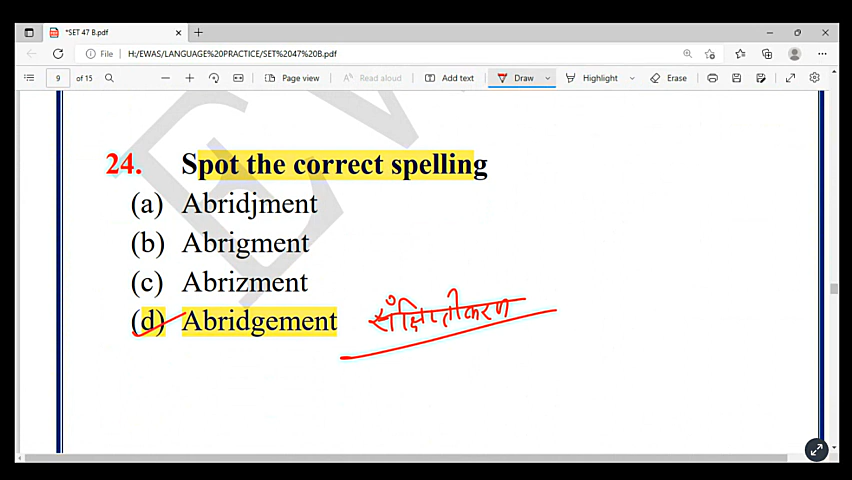 *SET 47 B.pdf
File H:/EWAS/LANGUAGE%20PRACTICE/SET%2047%20B.pdf
9 of 15 Page view Read aloud Add text Draw Highlight Erase
24. Spot the correct spelling
(a) Abridjment
(b) Abrigment
(c) Abrizment
(d) Abridgement संक्षिप्तीकरण